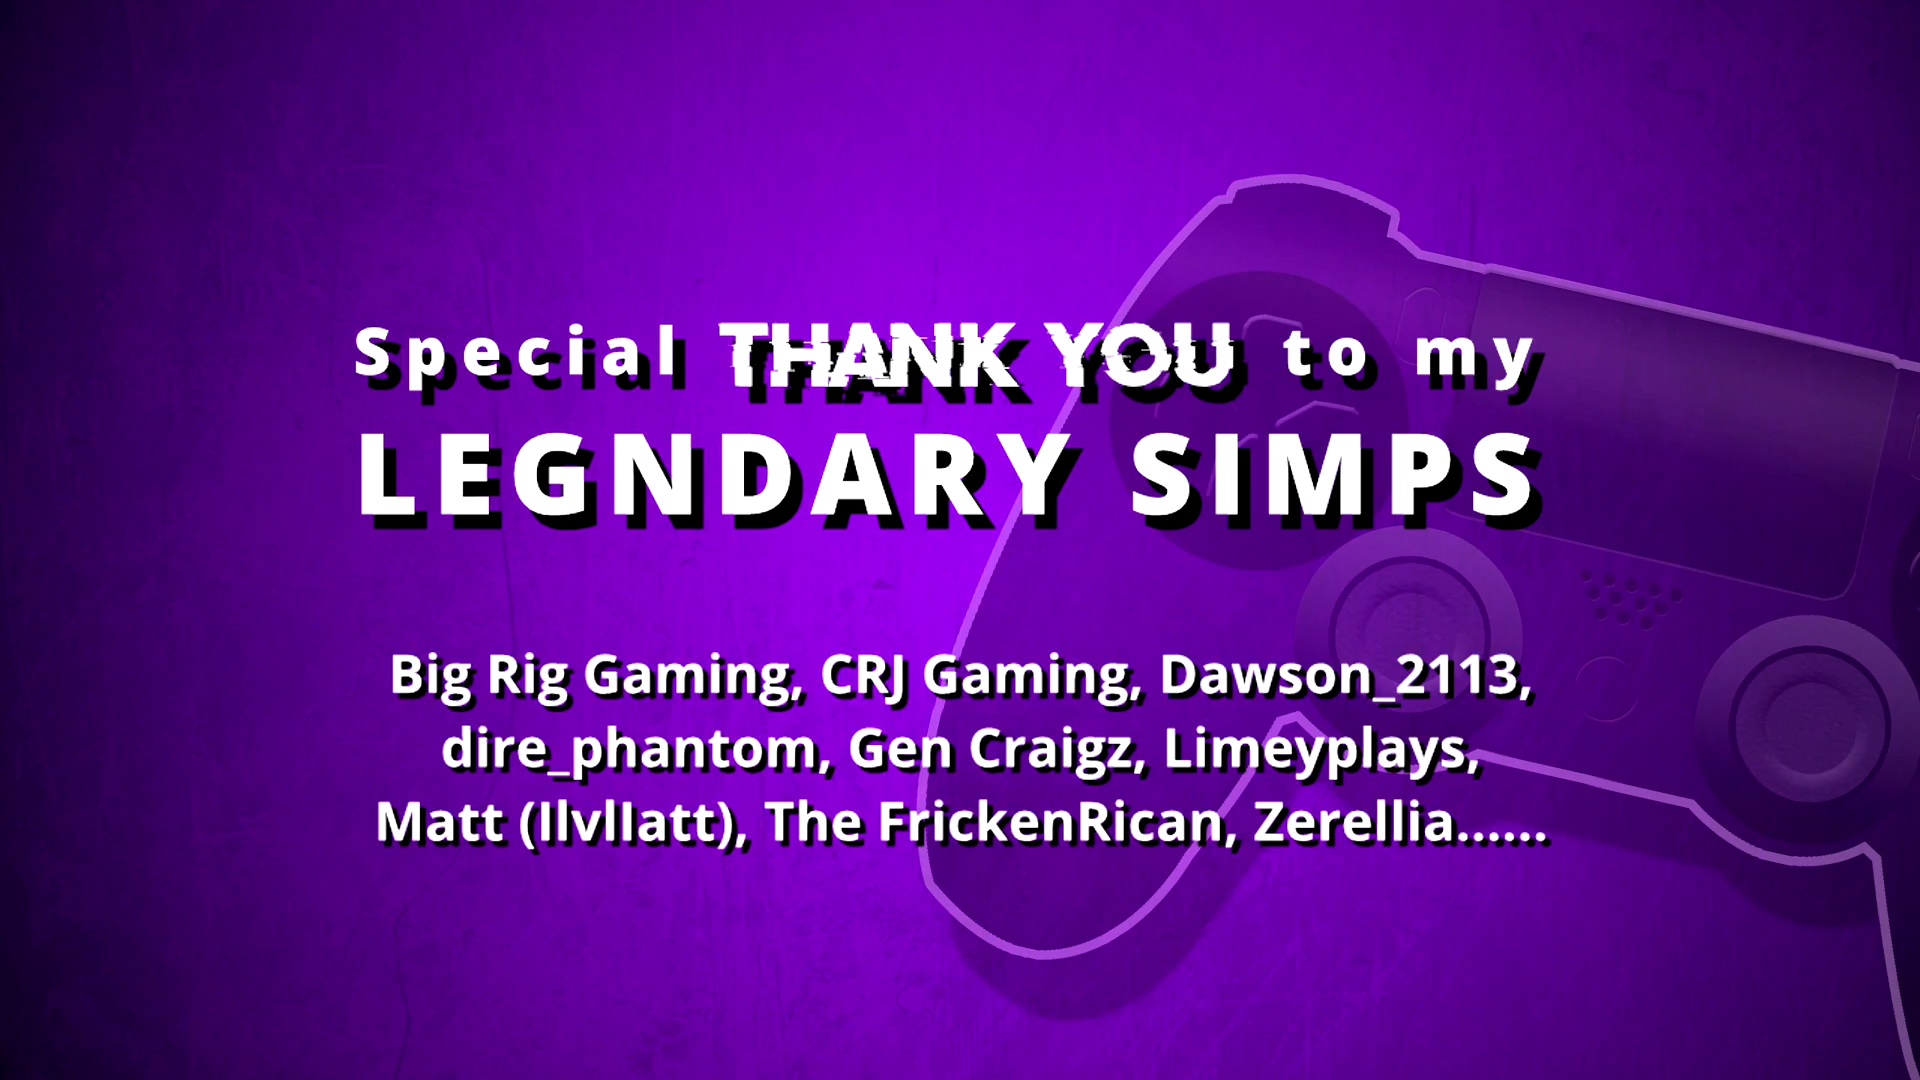 Special THANK YOU to my
LEGNDARY SIMPS
Big Rig Gaming, CRJ Gaming, Dawson_2113,
dire_phantom, Gen Craigz, Limeyplays,
Matt (IlvlIatt), The FrickenRican, Zerellia......